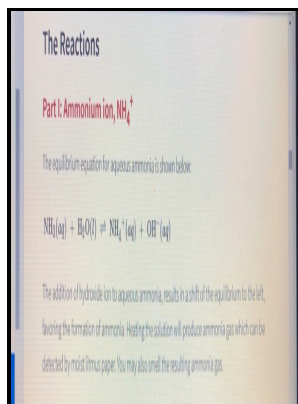 The Reactions
Part I: Ammonium ion, NH₄⁺
The equilibrium equation for aqueous ammonia is shown below.
NH₃(aq) + H₂O(l) ⇌ NH₄⁺(aq) + OH⁻(aq)
The addition of hydroxide ion to aqueous ammonia, results in a shift of the equilibrium to the left,
favoring the formation of ammonia. Heating the solution will produce ammonia gas which can be
detected by moist litmus paper. You may also smell the resulting ammonia gas.